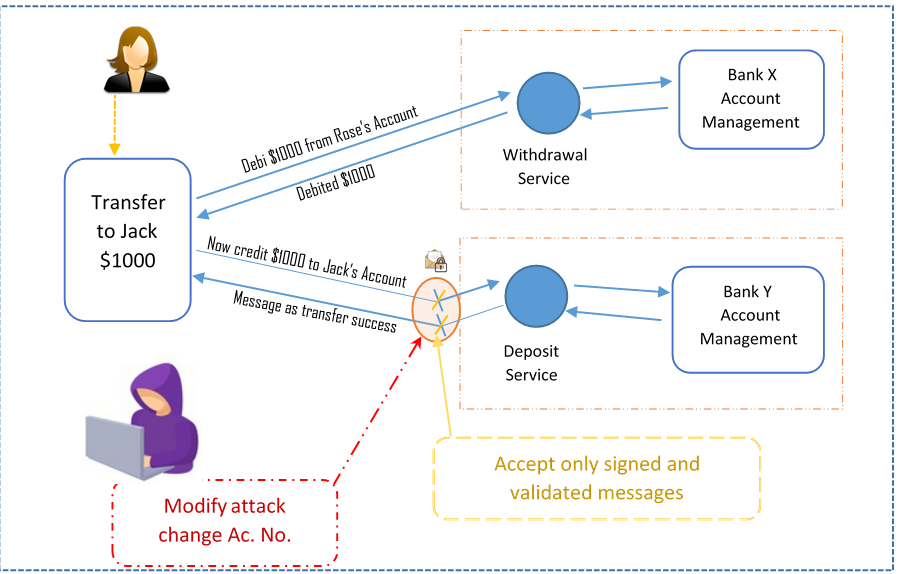 Bank X
Account
Management
Debi $1000 from Rose's Account
Withdrawal
Service
Debited $1000
Transfer
to Jack
$1000
Now credit $1000 to Jack's Account
Message as transfer success
Bank Y
Account
Management
Deposit
Service
Accept only signed and
validated messages
Modify attack
change Ac. No.